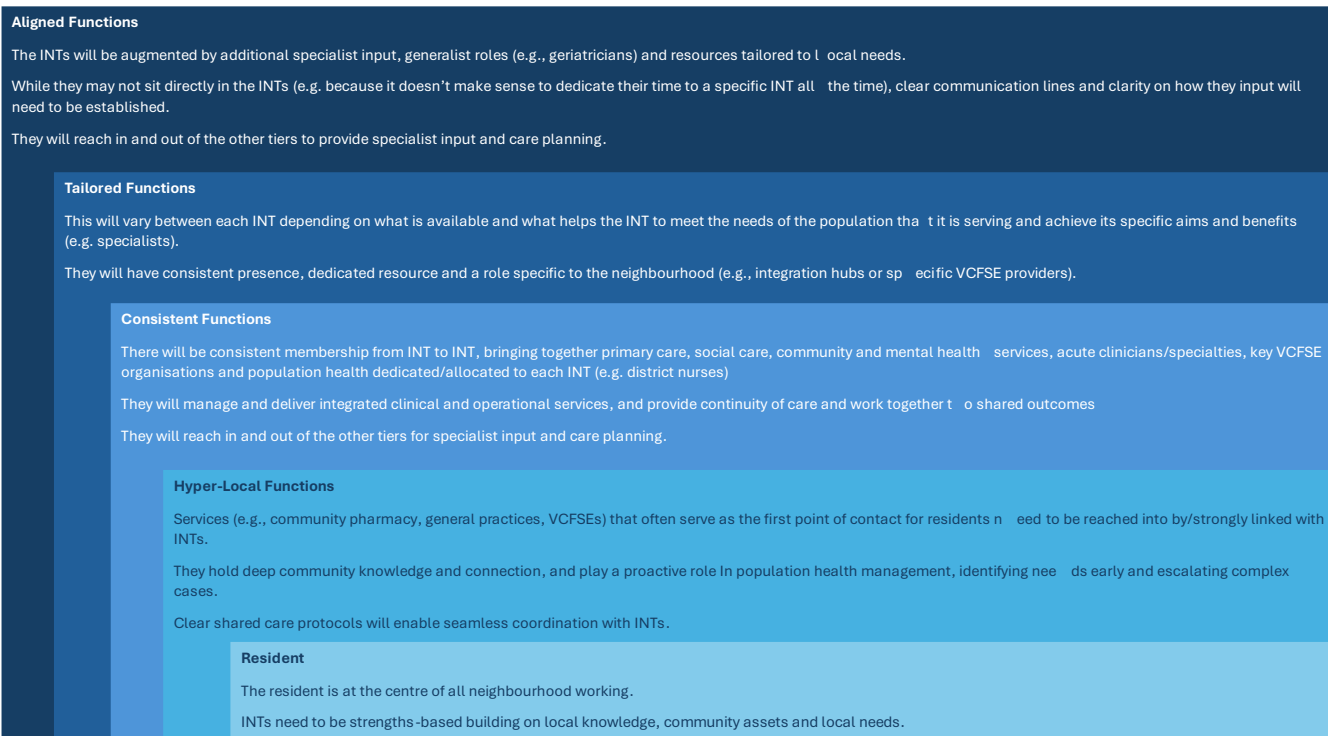 Aligned Functions
The INTs will be augmented by additional specialist input, generalist roles (e.g., geriatricians) and resources tailored to l ocal needs.
While they may not sit directly in the INTs (e.g. because it doesn't make sense to dedicate their time to a specific INT all the time), clear communication lines and clarity on how they input will
need to be established.
They will reach in and out of the other tiers to provide specialist input and care planning.
Tailored Functions
This will vary between each INT depending on what is available and what helps the INT to meet the needs of the population tha t it is serving and achieve its specific aims and benefits
(e.g. specialists).
They will have consistent presence, dedicated resource and a role specific to the neighbourhood (e.g., integration hubs or sp ecific VCFSE providers).
Consistent Functions
There will be consistent membership from INT to INT, bringing together primary care, social care, community and mental health services, acute clinicians/specialties, key VCFSE
organisations and population health dedicated/allocated to each INT (e.g. district nurses)
They will manage and deliver integrated clinical and operational services, and provide continuity of care and work together t o shared outcomes
They will reach in and out of the other tiers for specialist input and care planning.
Hyper-Local Functions
Services (e.g., community pharmacy, general practices, VCFSEs) that often serve as the first point of contact for residents n eed to be reached into by/strongly linked with
INTs.
They hold deep community knowledge and connection, and play a proactive role In population health management, identifying nee ds early and escalating complex
cases.
Clear shared care protocols will enable seamless coordination with INTs.
Resident
The resident is at the centre of all neighbourhood working.
INTs need to be strengths-based building on local knowledge, community assets and local needs.